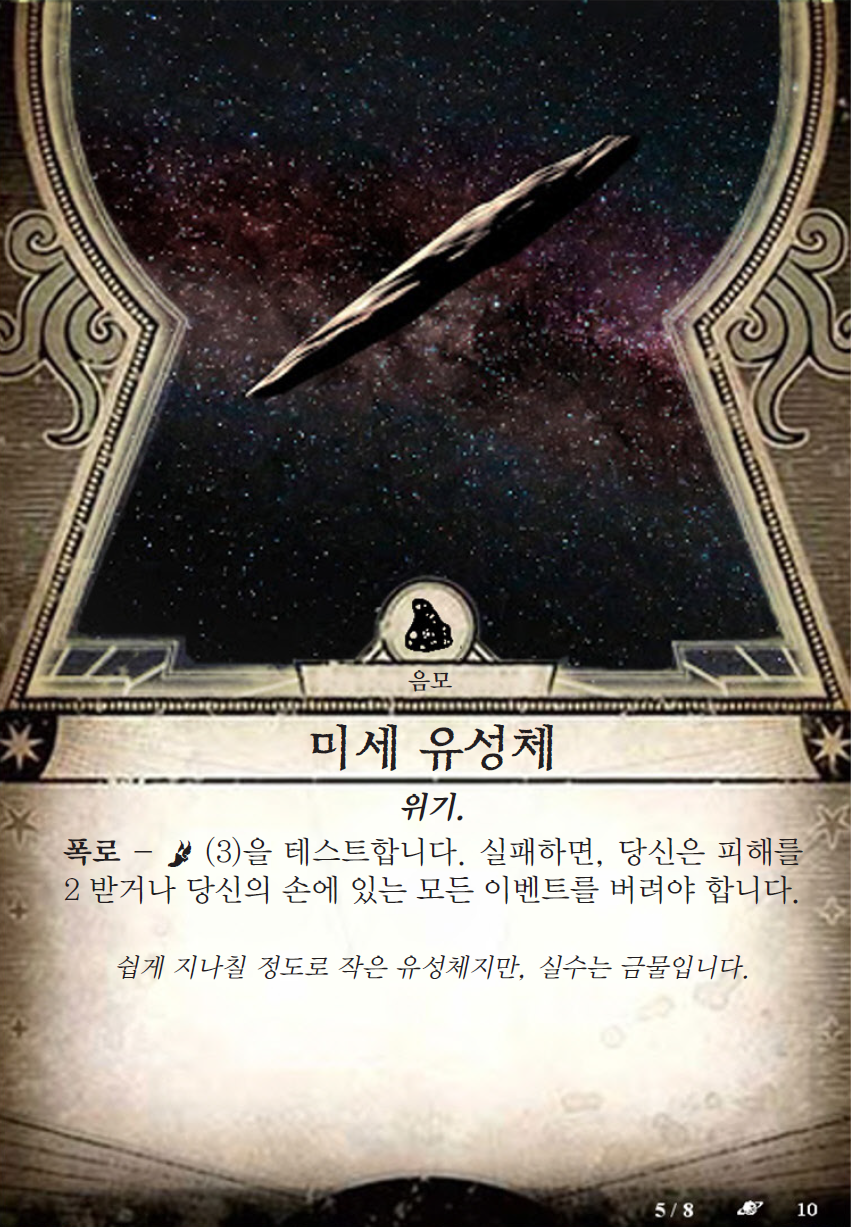 음모
미세 유성체
위기.
폭로 – (3)을 테스트합니다. 실패하면, 당신은 피해를
2 받거나 당신의 손에 있는 모든 이벤트를 버려야 합니다.
쉽게 지나칠 정도로 작은 유성체지만, 실수는 금물입니다.
5 / 8 10